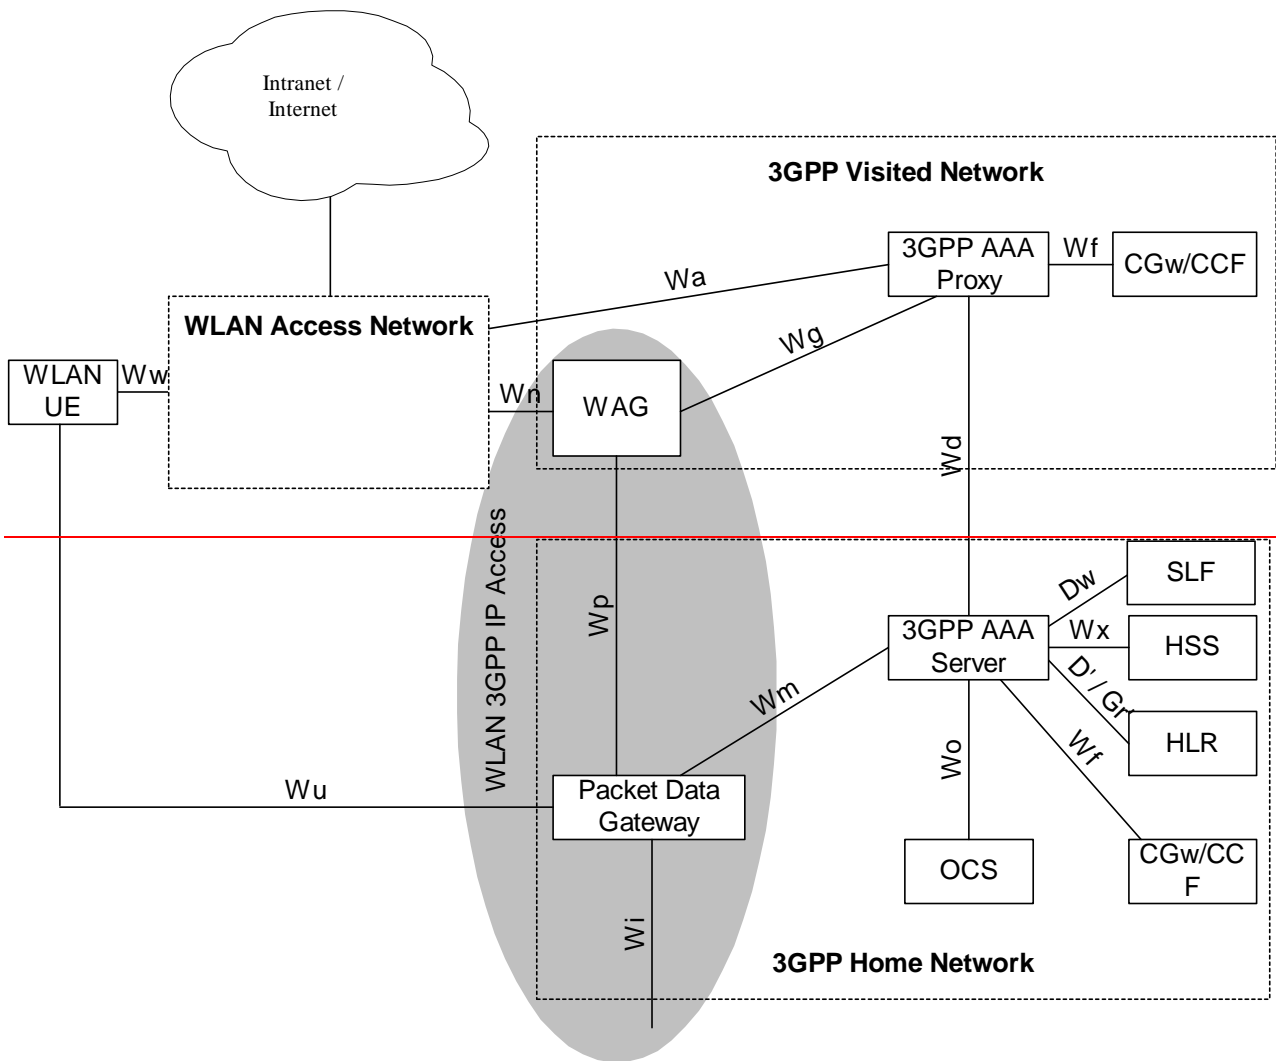 Intranet /
Internet
3GPP Visited Network
3GPP AAA
Proxy
Wf
CGw/CCF
Wa
WLAN Access Network
Wg
WLAN
UE
Ww
Wn
WAG
Wd
WLAN 3GPP IP Access
Wp
Dw
SLF
3GPP AAA
Server
Wx
HSS
D' / Gr'
HLR
Wm
Wo
Wf
Wu
Packet Data
Gateway
OCS
CGw/CC
F
Wi
3GPP Home Network